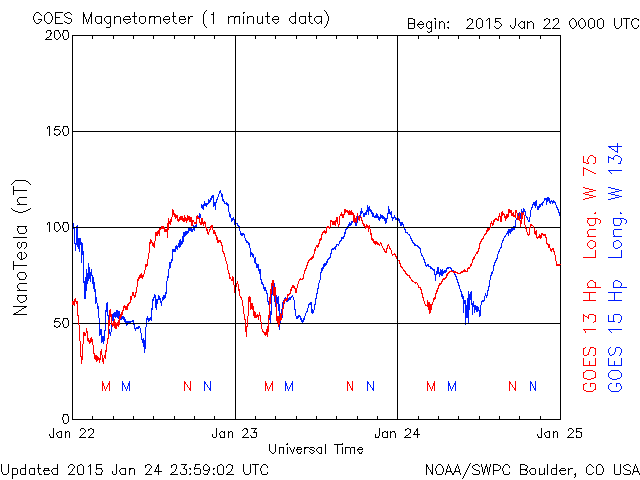 GOES Magnetometer (1 minute data)
Begin: 2015 Jan 22 0000 UTC
200
150
100
50
0
NanoTesla (nT)
M M N N M M N N M M N N
Jan 22 Jan 23 Jan 24 Jan 25
Universal Time
GOES 13 Hp Long. W 75
GOES 15 Hp Long. W 134
Updated 2015 Jan 24 23:59:02 UTC
NOAA/SWPC Boulder, CO USA